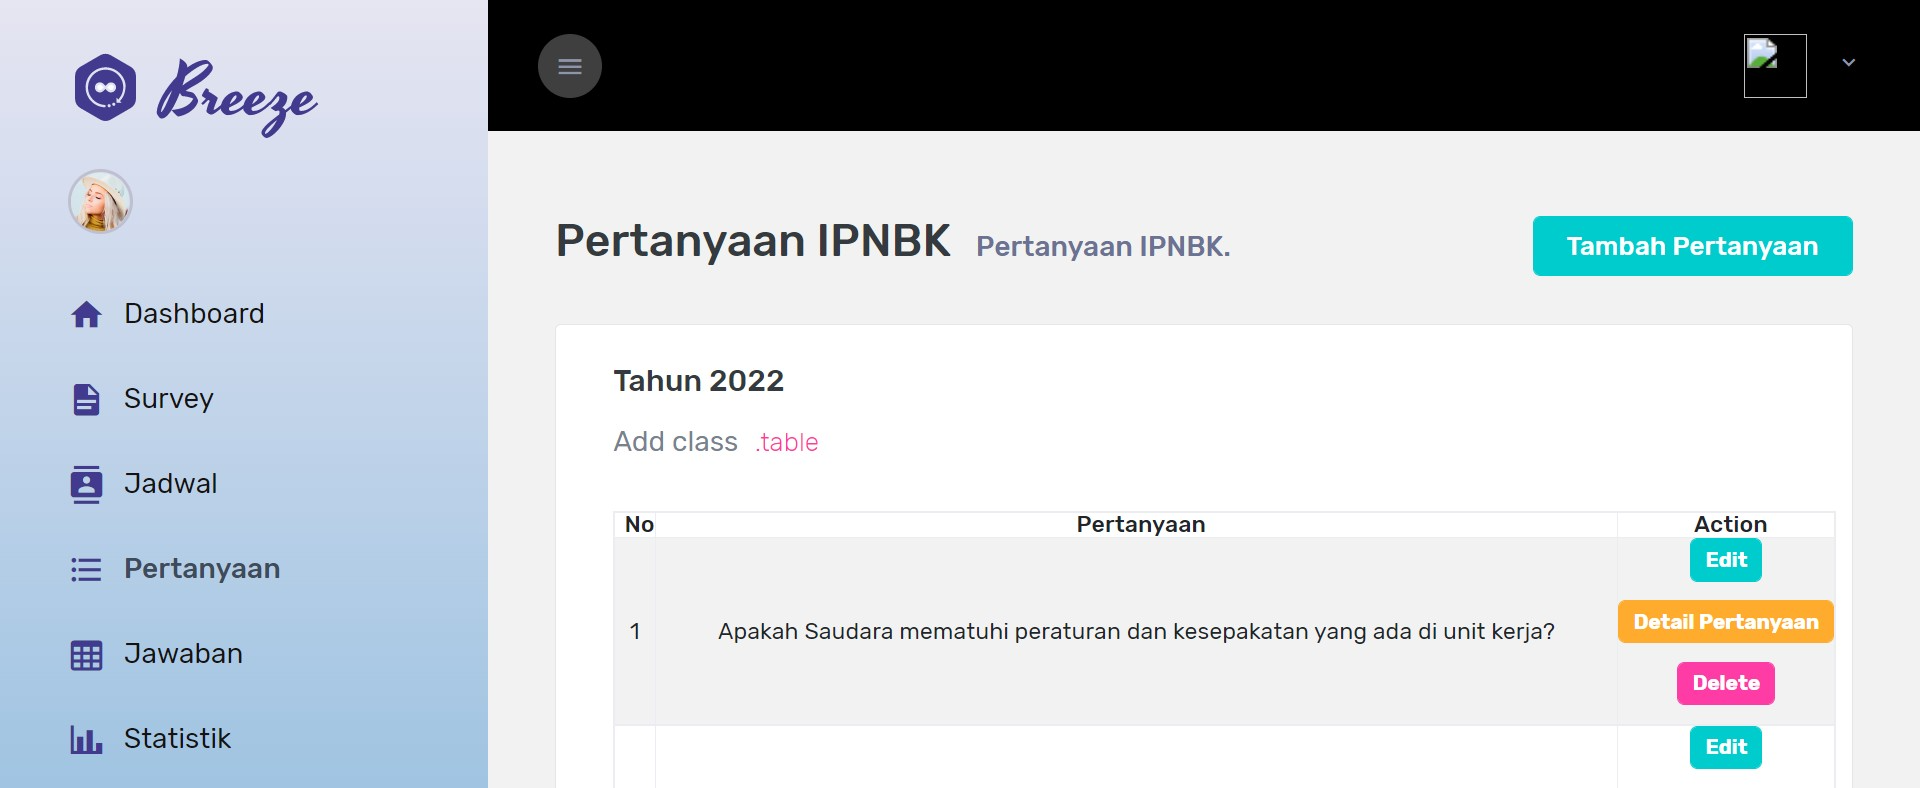 Breeze
Dashboard
Survey
Jadwal
Pertanyaan
Jawaban
Statistik
Pertanyaan IPNBK Pertanyaan IPNBK.
Tambah Pertanyaan
Tahun 2022
Add class .table
No Pertanyaan Action
1 Apakah Saudara mematuhi peraturan dan kesepakatan yang ada di unit kerja?
Edit
Detail Pertanyaan
Delete
Edit